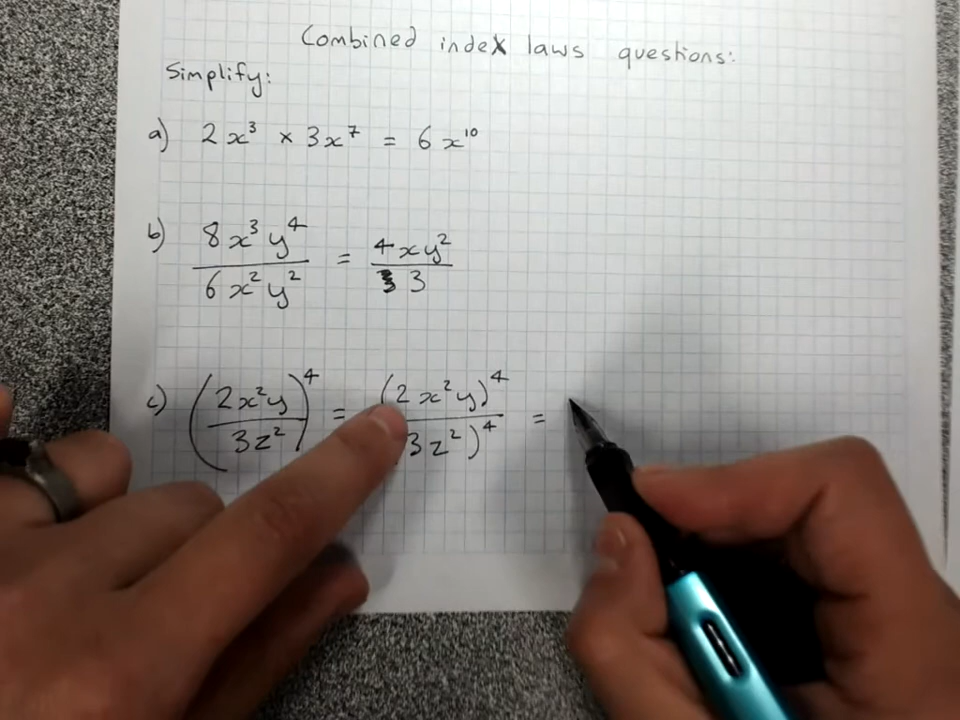 Combined index laws questions:
Simplify:
a) 2x³ × 3x⁷ = 6x¹⁰
b) 8x³y⁴ / 6x²y² = 4xy² / 3
c) (2x²y / 3z²)⁴ = (2x²y)⁴ / 3z²)⁴ =